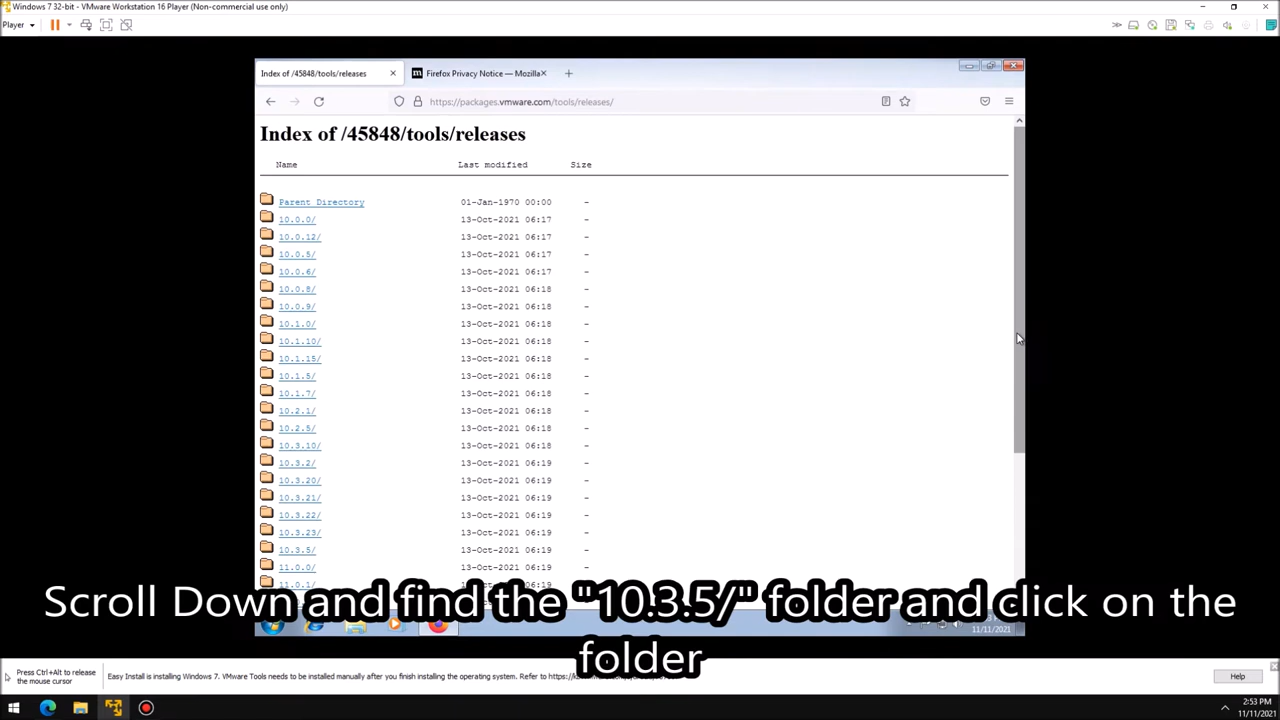 Windows 7 32-bit - VMware Workstation 16 Player (Non-commercial use only)
Player
Index of /45848/tools/releases
Firefox Privacy Notice — Mozilla
https://packages.vmware.com/tools/releases/
Index of /45848/tools/releases
Name Last modified Size
Parent Directory 01-Jan-1970 00:00 -
10.0.0/ 13-Oct-2021 06:17 -
10.0.12/ 13-Oct-2021 06:17 -
10.0.5/ 13-Oct-2021 06:17 -
10.0.6/ 13-Oct-2021 06:17 -
10.0.8/ 13-Oct-2021 06:18 -
10.0.9/ 13-Oct-2021 06:18 -
10.1.0/ 13-Oct-2021 06:18 -
10.1.10/ 13-Oct-2021 06:18 -
10.1.15/ 13-Oct-2021 06:18 -
10.1.5/ 13-Oct-2021 06:18 -
10.1.7/ 13-Oct-2021 06:18 -
10.2.1/ 13-Oct-2021 06:18 -
10.2.5/ 13-Oct-2021 06:18 -
10.3.10/ 13-Oct-2021 06:18 -
10.3.2/ 13-Oct-2021 06:19 -
10.3.20/ 13-Oct-2021 06:19 -
10.3.21/ 13-Oct-2021 06:19 -
10.3.22/ 13-Oct-2021 06:19 -
10.3.23/ 13-Oct-2021 06:19 -
10.3.5/ 13-Oct-2021 06:19 -
11.0.0/ 13-Oct-2021 06:19 -
11.0.1/ 13-Oct-2021 06:19
Scroll Down and find the "10.3.5/" folder and click on the
folder
11/11/2021
Press Ctrl+Alt to release
the mouse cursor
Easy Install is installing Windows 7. VMware Tools needs to be installed manually after you finish installing the operating system. Refer to
Help
2:53 PM
11/11/2021